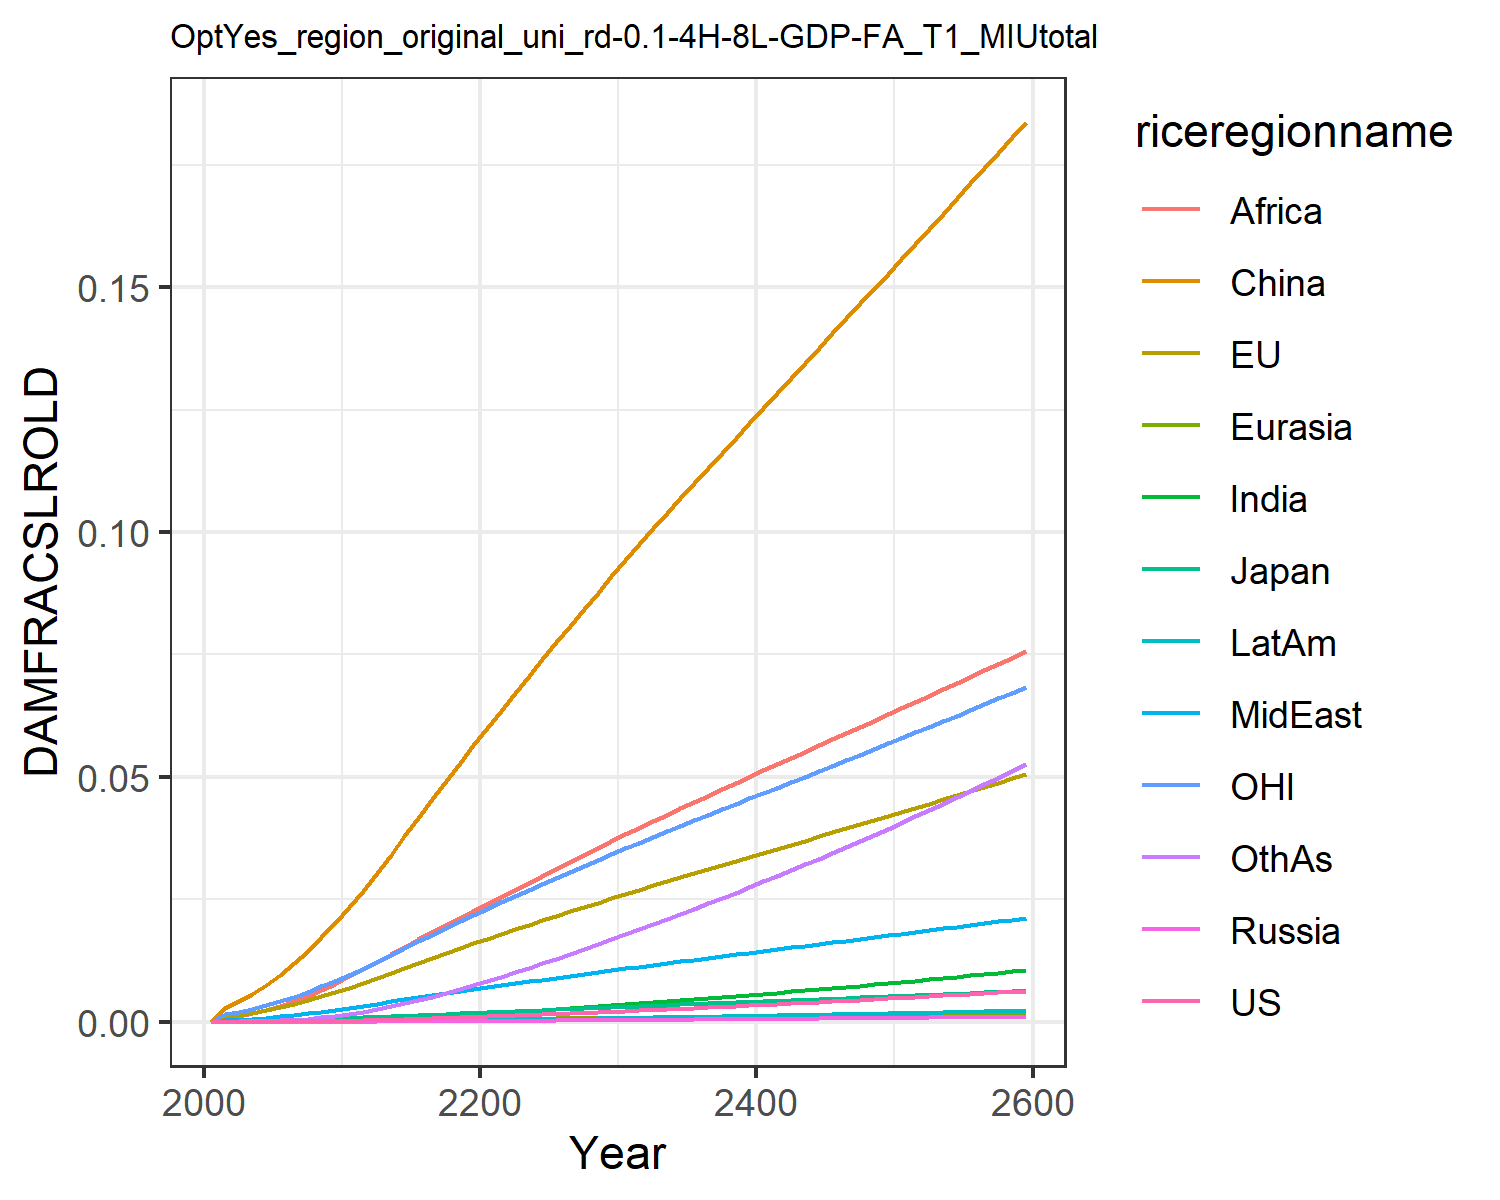 OptYes_region_original_uni_rd-0.1-4H-8L-GDP-FA_T1_MIUtotal
DAMFRACSLROLD
0.15
0.10
0.05
0.00
2000
2200
2400
2600
Year
riceregionname
Africa
China
EU
Eurasia
India
Japan
LatAm
MidEast
OHI
OthAs
Russia
US